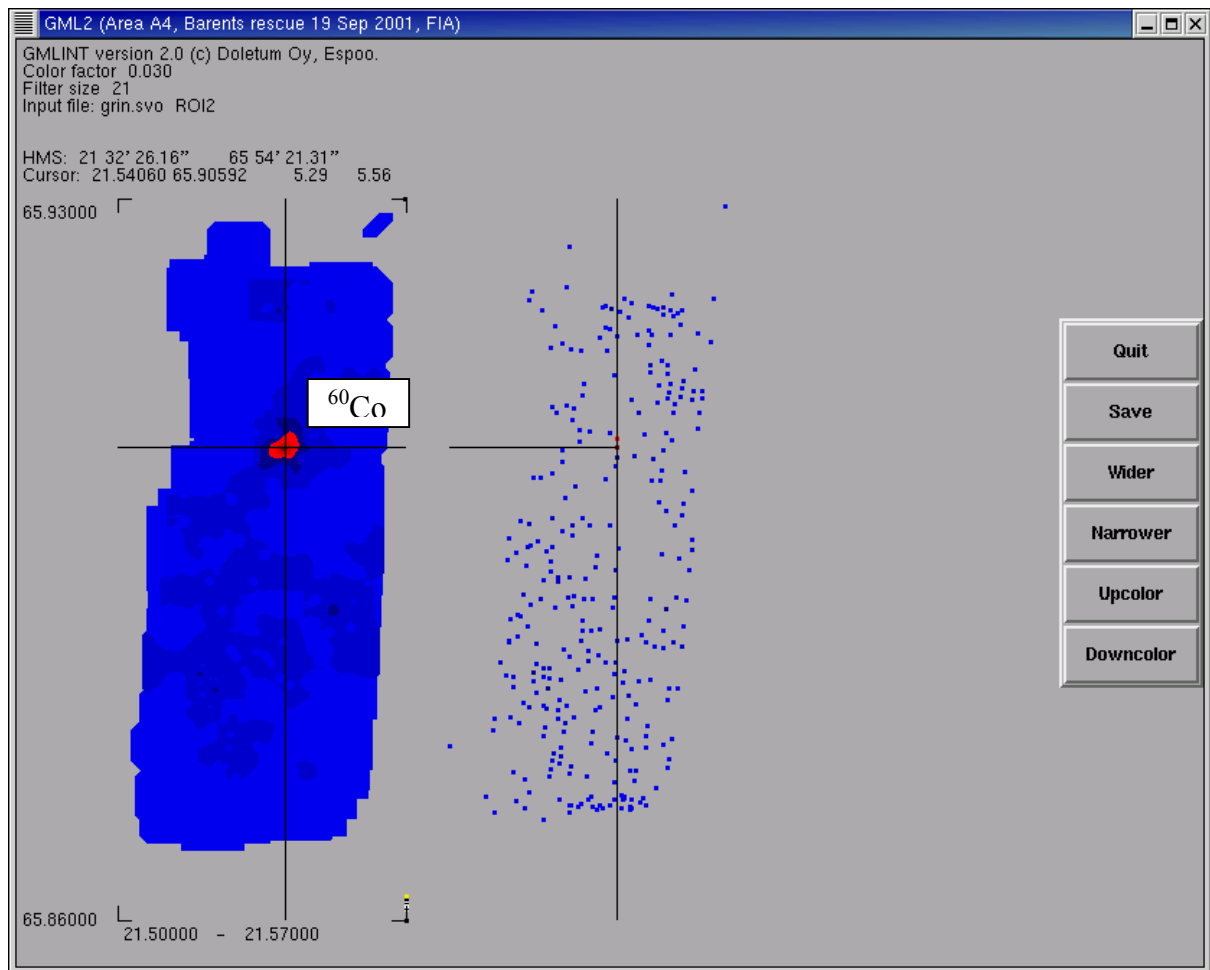 GML2 (Area A4, Barents rescue 19 Sep 2001, FIA)
GMLINT version 2.0 (c) Doletum Oy, Espoo.
Color factor 0.030
Filter size 21
Input file: grin.svo ROI2
HMS: 21 32' 26.16" 65 54' 21.31"
Cursor: 21.54060 65.90592 5.29 5.56
65.93000
60Co
Quit
Save
Wider
Narrower
Upcolor
Downcolor
65.86000
21.50000 - 21.57000